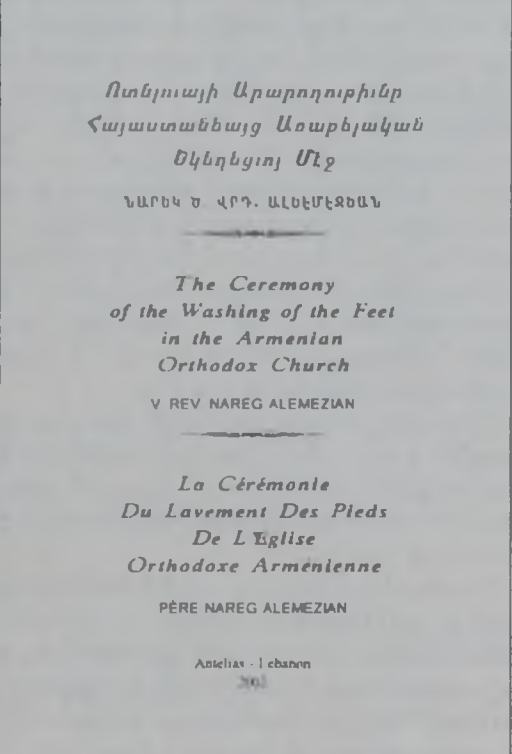 Ոտնլուայի Արարողութիւնը
Հայաստանեայց Առաքելական
Եկեղեցւոյ Մէջ
ՆԱՐԵԿ Ծ. ՎՐԴ. ԱԼԵԷՄԷԶԵԱՆ
The Ceremony
of the Washing of the Feet
in the Armenian
Orthodox Church
V REV NAREG ALEMEZIAN
La Cérémonie
Du Lavement Des Pieds
De L'Eglise
Orthodoxe Arménienne
PÈRE NAREG ALEMEZIAN
Antelias - Lebanon